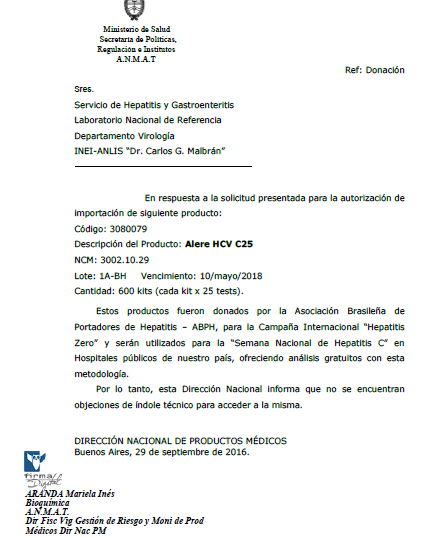 Ministerio de Salud
Secretaría de Políticas,
Regulación e Institutos
A.N.M.A.T
Ref: Donación
Sres.
Servicio de Hepatitis y Gastroenteritis
Laboratorio Nacional de Referencia
Departamento Virología
INEI-ANLIS "Dr. Carlos G. Malbrán"
En respuesta a la solicitud presentada para la autorización de
importación de siguiente producto:
Código: 3080079
Descripción del Producto: Alere HCV C25
NCM: 3002.10.29
Lote: 1A-BH Vencimiento: 10/mayo/2018
Cantidad: 600 kits (cada kit x 25 tests).
Estos productos fueron donados por la Asociación Brasileña de
Portadores de Hepatitis – ABPH, para la Campaña Internacional "Hepatitis
Zero" y serán utilizados para la "Semana Nacional de Hepatitis C" en
Hospitales públicos de nuestro país, ofreciendo análisis gratuitos con esta
metodología.
Por lo tanto, esta Dirección Nacional informa que no se encuentran
objeciones de índole técnico para acceder a la misma.
DIRECCIÓN NACIONAL DE PRODUCTOS MÉDICOS
Buenos Aires, 29 de septiembre de 2016.
firma
Digital
ARANDA Mariela Inés
Bioquímica
A.N.M.A.T.
Dir Fisc Vig Gestión de Riesgo y Moni de Prod
Médicos Dir Nac PM